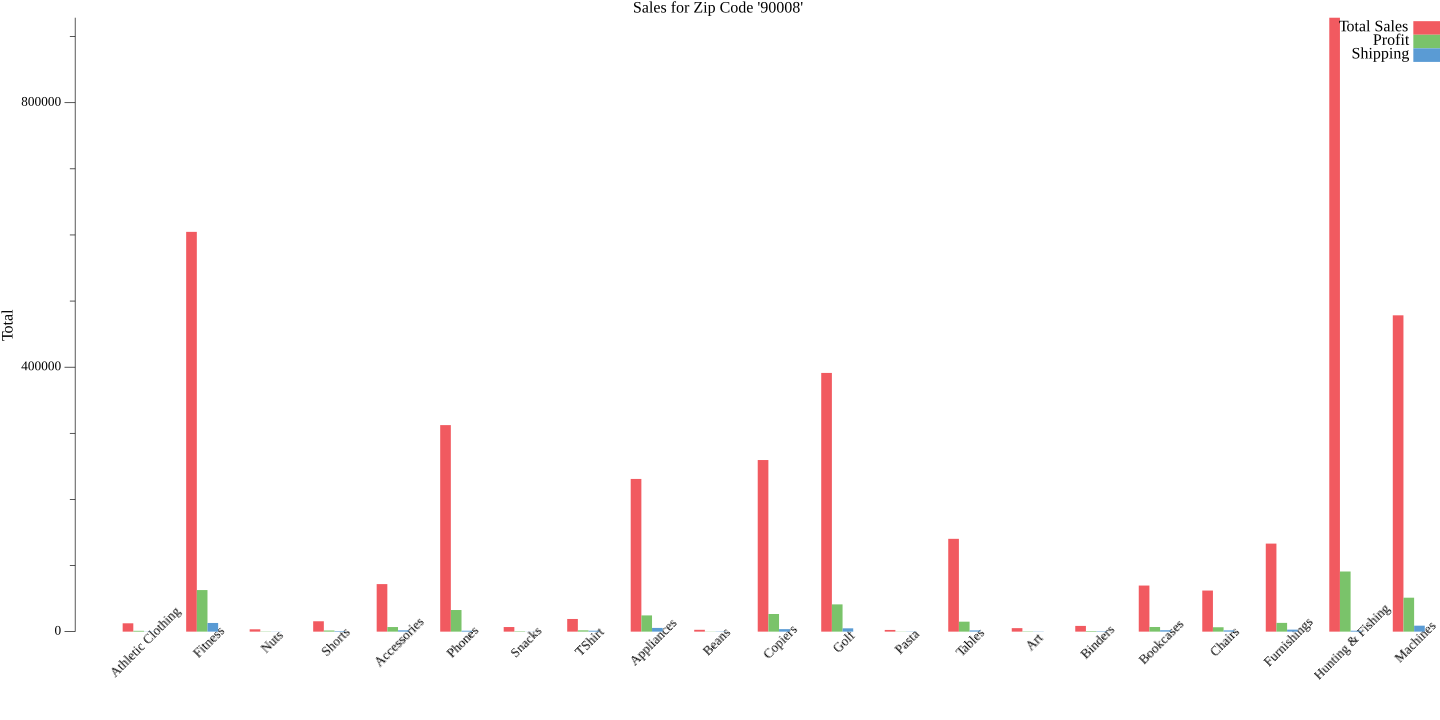 Sales for Zip Code '90008'
Total Sales
Profit
Shipping
800000
400000
0
Total
Athletic Clothing
Fitness
Nuts
Shorts
Accessories
Phones
Snacks
TShirt
Appliances
Beans
Copiers
Golf
Pasta
Tables
Art
Binders
Bookcases
Chairs
Furnishings
Hunting & Fishing
Machines